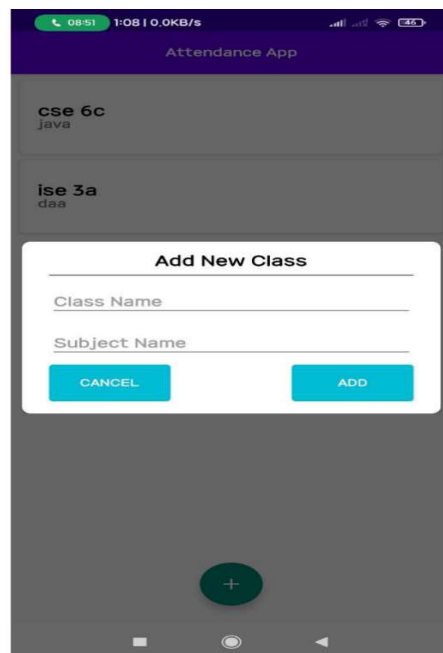 08:51 1:08 | 0.0KB/s 46
Attendance App
cse 6c
java
ise 3a
daa
Add New Class
Class Name
Subject Name
CANCEL ADD
+